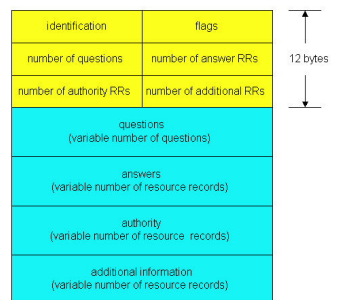 identification flags
number of questions number of answer RRs 12 bytes
number of authority RRs number of additional RRs
questions
(variable number of questions)
answers
(variable number of resource records)
authority
(variable number of resource records)
additional information
(variable number of resource records)